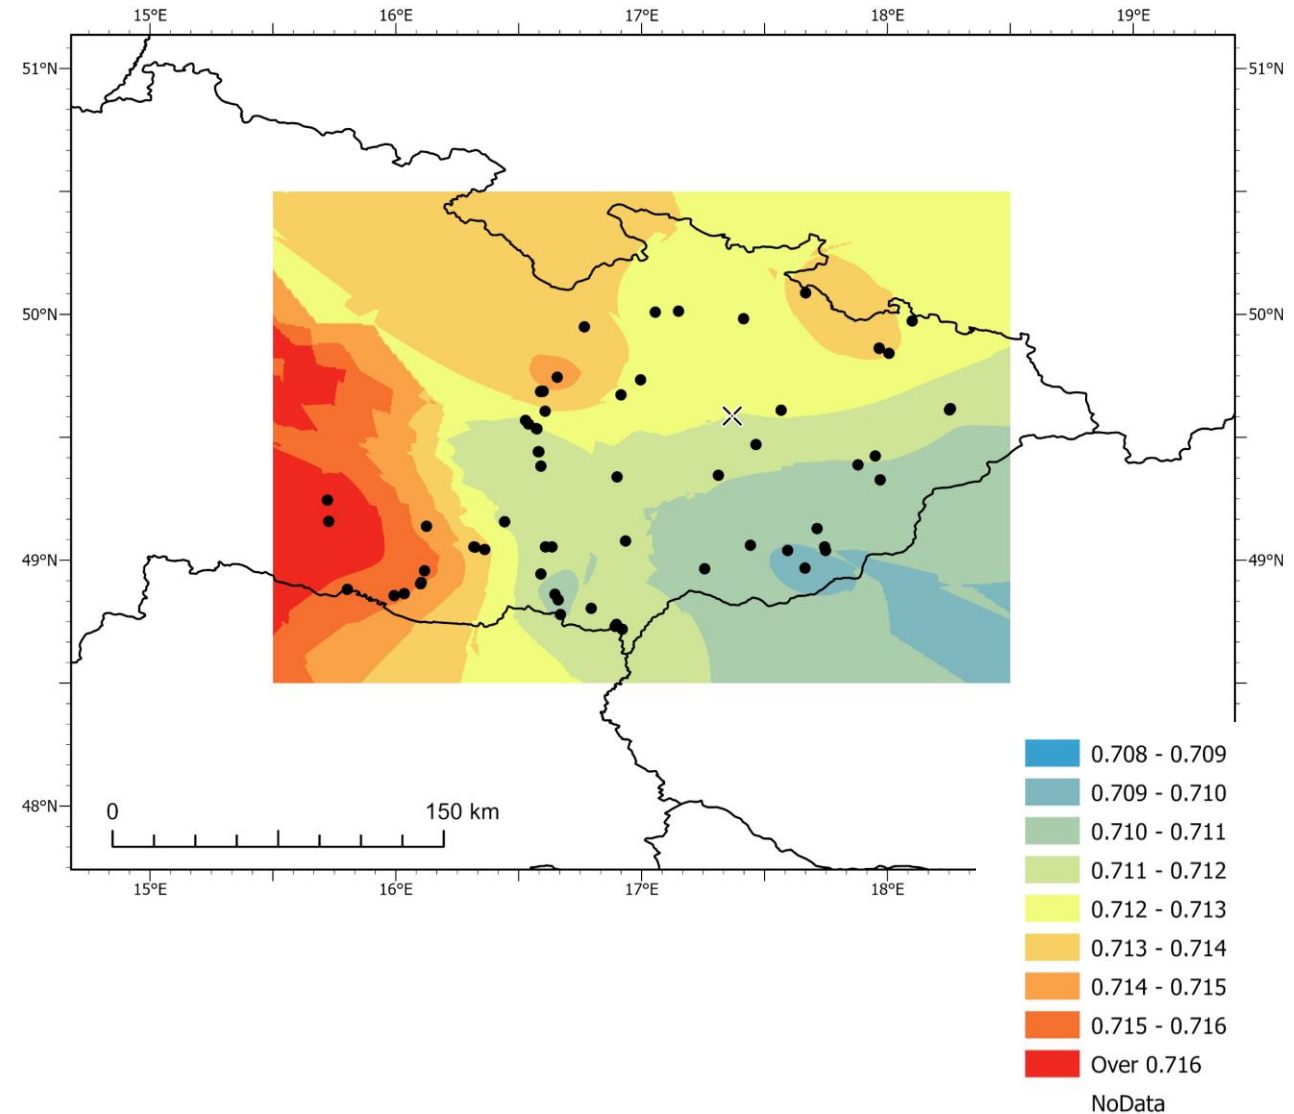 15°E 16°E 17°E 18°E 19°E
51°N 51°N
50°N 50°N
49°N 49°N
48°N
0 150 km
15°E 16°E 17°E 18°E
0.708 - 0.709
0.709 - 0.710
0.710 - 0.711
0.711 - 0.712
0.712 - 0.713
0.713 - 0.714
0.714 - 0.715
0.715 - 0.716
Over 0.716
NoData